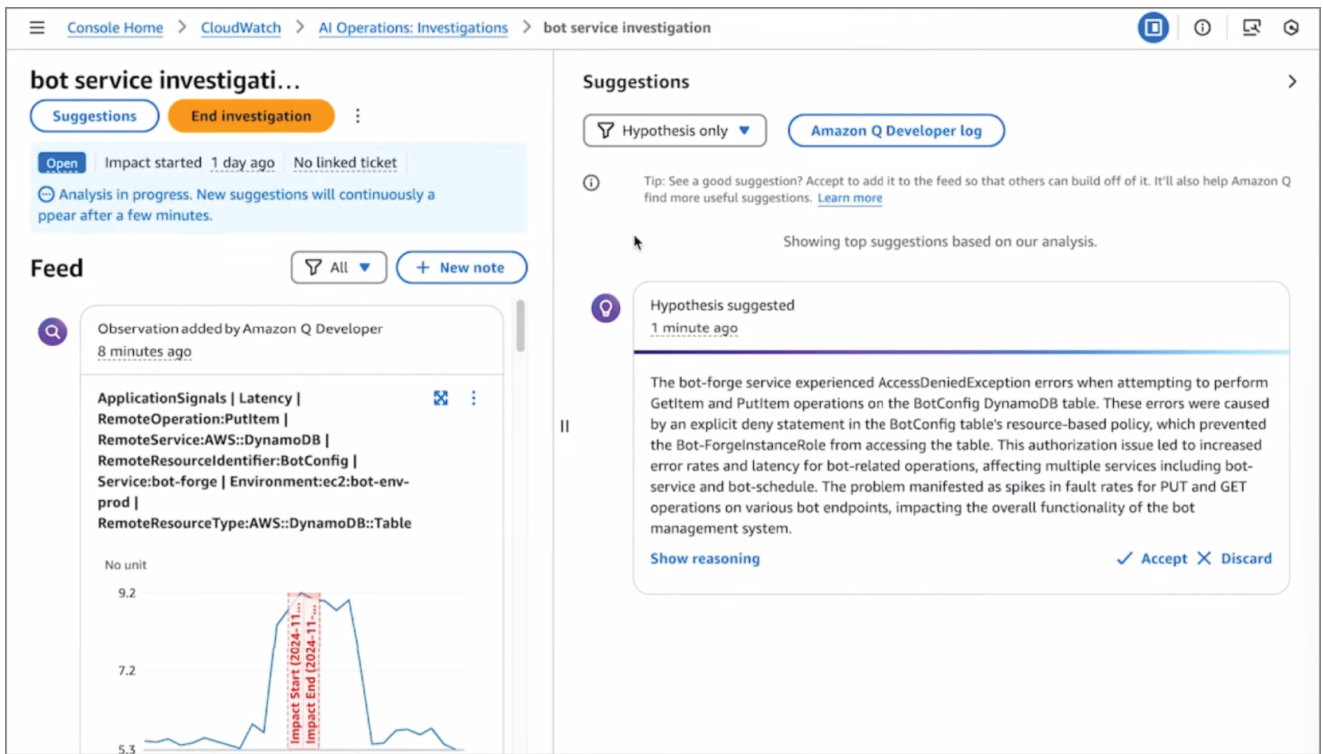 Console Home > CloudWatch > AI Operations: Investigations > bot service investigation
bot service investigati...
Suggestions
End investigation
Open
Impact started 1 day ago
No linked ticket
Analysis in progress. New suggestions will continuously a
ppear after a few minutes.
Feed
All
+ New note
Observation added by Amazon Q Developer
8 minutes ago
ApplicationSignals | Latency |
RemoteOperation:PutItem |
RemoteService:AWS::DynamoDB |
RemoteResourceIdentifier:BotConfig |
Service:bot-forge | Environment:ec2:bot-env-
prod |
RemoteResourceType:AWS::DynamoDB::Table
No unit
9.2
7.2
5.3
Impact Start (2024-11...
Impact End (2024-11-...
Suggestions
Hypothesis only
Amazon Q Developer log
Tip: See a good suggestion? Accept to add it to the feed so that others can build off of it. It'll also help Amazon Q
find more useful suggestions. Learn more
Showing top suggestions based on our analysis.
Hypothesis suggested
1 minute ago
The bot-forge service experienced AccessDeniedException errors when attempting to perform
GetItem and PutItem operations on the BotConfig DynamoDB table. These errors were caused
by an explicit deny statement in the BotConfig table's resource-based policy, which prevented
the Bot-ForgeInstanceRole from accessing the table. This authorization issue led to increased
error rates and latency for bot-related operations, affecting multiple services including bot-
service and bot-schedule. The problem manifested as spikes in fault rates for PUT and GET
operations on various bot endpoints, impacting the overall functionality of the bot
management system.
Show reasoning
Accept
Discard